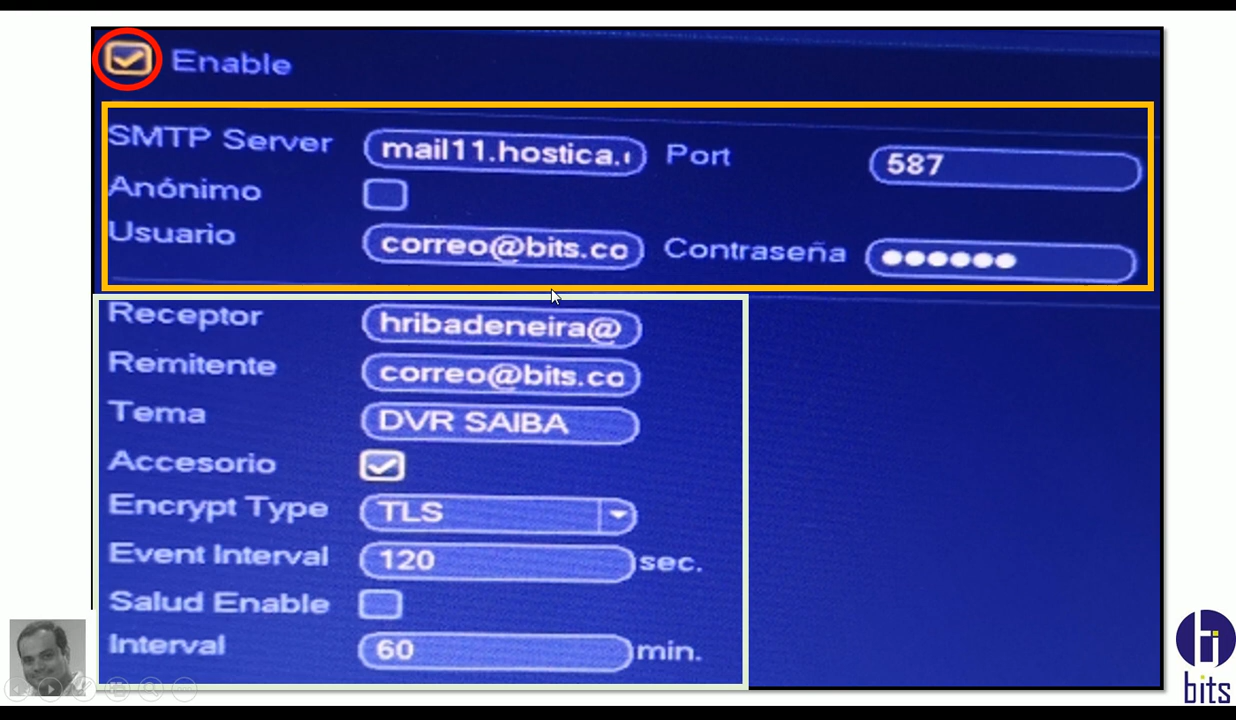 Enable
SMTP Server mail11.hostica. Port 587
Anónimo
Usuario correo@bits.co Contraseña ●●●●●●
Receptor hribadeneira@
Remitente correo@bits.co
Tema DVR SAIBA
Accesorio
Encrypt Type TLS
Event Interval 120 sec.
Salud Enable
Interval 60 min.
bits